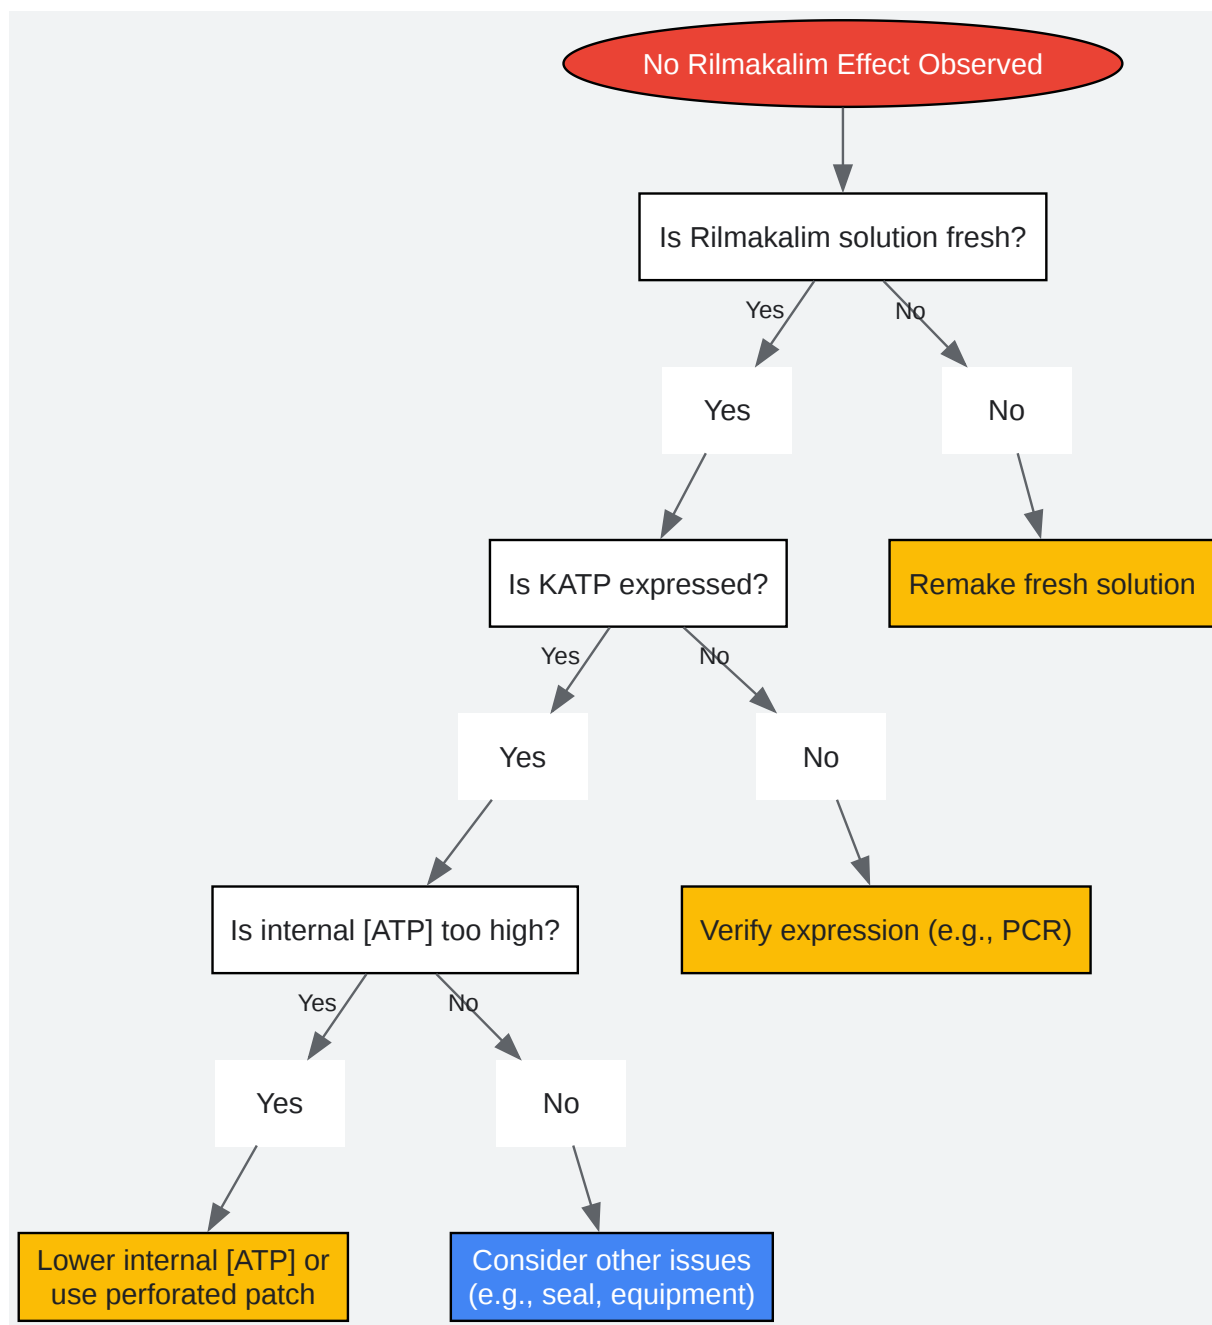 No Rilmakalim Effect Observed
Is Rilmakalim solution fresh?
Yes
No
Yes
No
Is KATP expressed?
Remake fresh solution
Yes
No
Yes
No
Is internal [ATP] too high?
Verify expression (e.g., PCR)
Yes
No
Yes
No
Lower internal [ATP] or
use perforated patch
Consider other issues
(e.g., seal, equipment)